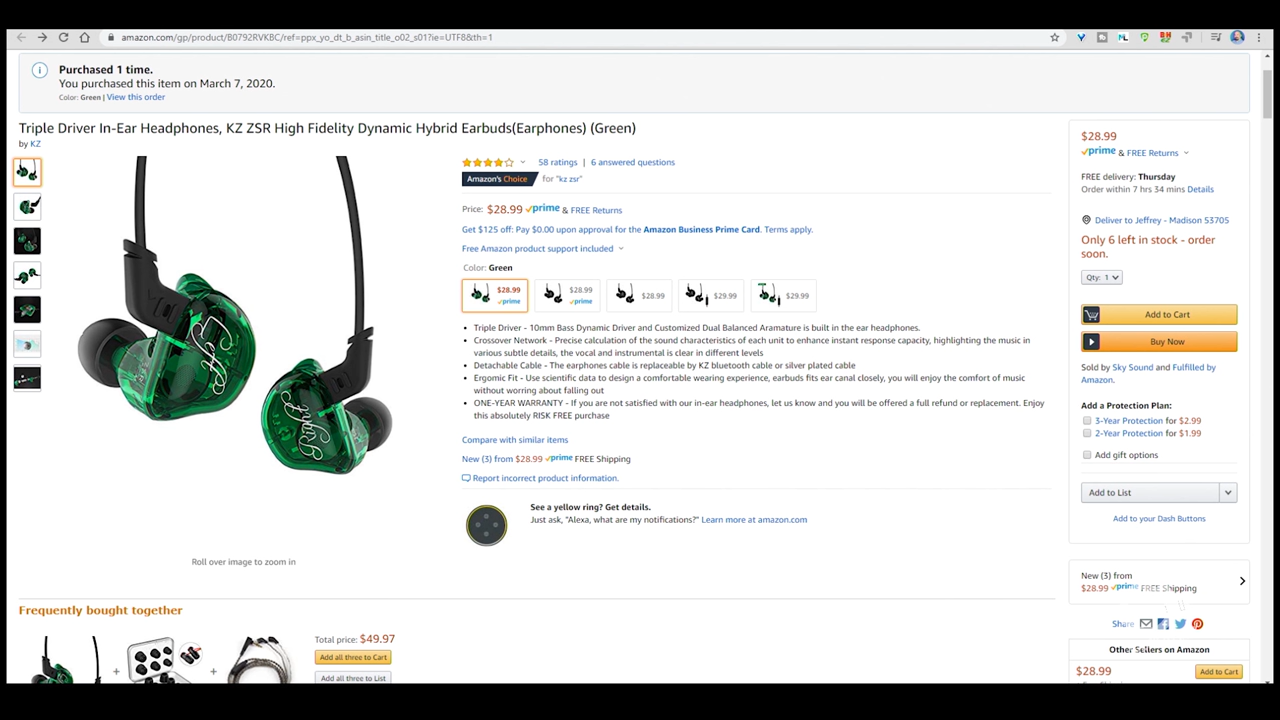 amazon.com/gp/product/B0792RVKBC/ref=ppx_yo_dt_b_asin_title_o02_s01?ie=UTF8&th=1
Purchased 1 time.
You purchased this item on March 7, 2020.
Color: Green | View this order
Triple Driver In-Ear Headphones, KZ ZSR High Fidelity Dynamic Hybrid Earbuds(Earphones) (Green)
by KZ
Left
Right
58 ratings | 6 answered questions
Amazon's Choice for "kz zsr"
Price: $28.99 prime & FREE Returns
Get $125 off: Pay $0.00 upon approval for the Amazon Business Prime Card. Terms apply.
Free Amazon product support included
Color: Green
$28.99 prime
$28.99 prime
$28.99
$29.99
$29.99
• Triple Driver - 10mm Bass Dynamic Driver and Customized Dual Balanced Aramature is built in the ear headphones.
• Crossover Network - Precise calculation of the sound characteristics of each unit to enhance instant response capacity, highlighting the music in
various subtle details, the vocal and instrumental is clear in different levels
• Detachable Cable - The earphones cable is replaceable by KZ bluetooth cable or silver plated cable
• Ergomic Fit - Use scientific data to design a comfortable wearing experience, earbuds fits ear canal closely, you will enjoy the comfort of music
without worring about falling out
• ONE-YEAR WARRANTY - If you are not satisfied with our in-ear headphones, let us know and you will be offered a full refund or replacement. Enjoy
this absolutely RISK FREE purchase
Compare with similar items
New (3) from $28.99 prime FREE Shipping
Report incorrect product information.
See a yellow ring? Get details.
Just ask, "Alexa, what are my notifications?" Learn more at amazon.com
Roll over image to zoom in
Frequently bought together
Total price: $49.97
Add all three to Cart
Add all three to List
$28.99
prime & FREE Returns
FREE delivery: Thursday
Order within 7 hrs 34 mins Details
Deliver to Jeffrey - Madison 53705
Only 6 left in stock - order
soon.
Qty: 1
Add to Cart
Buy Now
Sold by Sky Sound and Fulfilled by
Amazon.
Add a Protection Plan:
3-Year Protection for $2.99
2-Year Protection for $1.99
Add gift options
Add to List
Add to your Dash Buttons
New (3) from
$28.99 prime FREE Shipping
Share
Other Sellers on Amazon
$28.99
Add to Cart